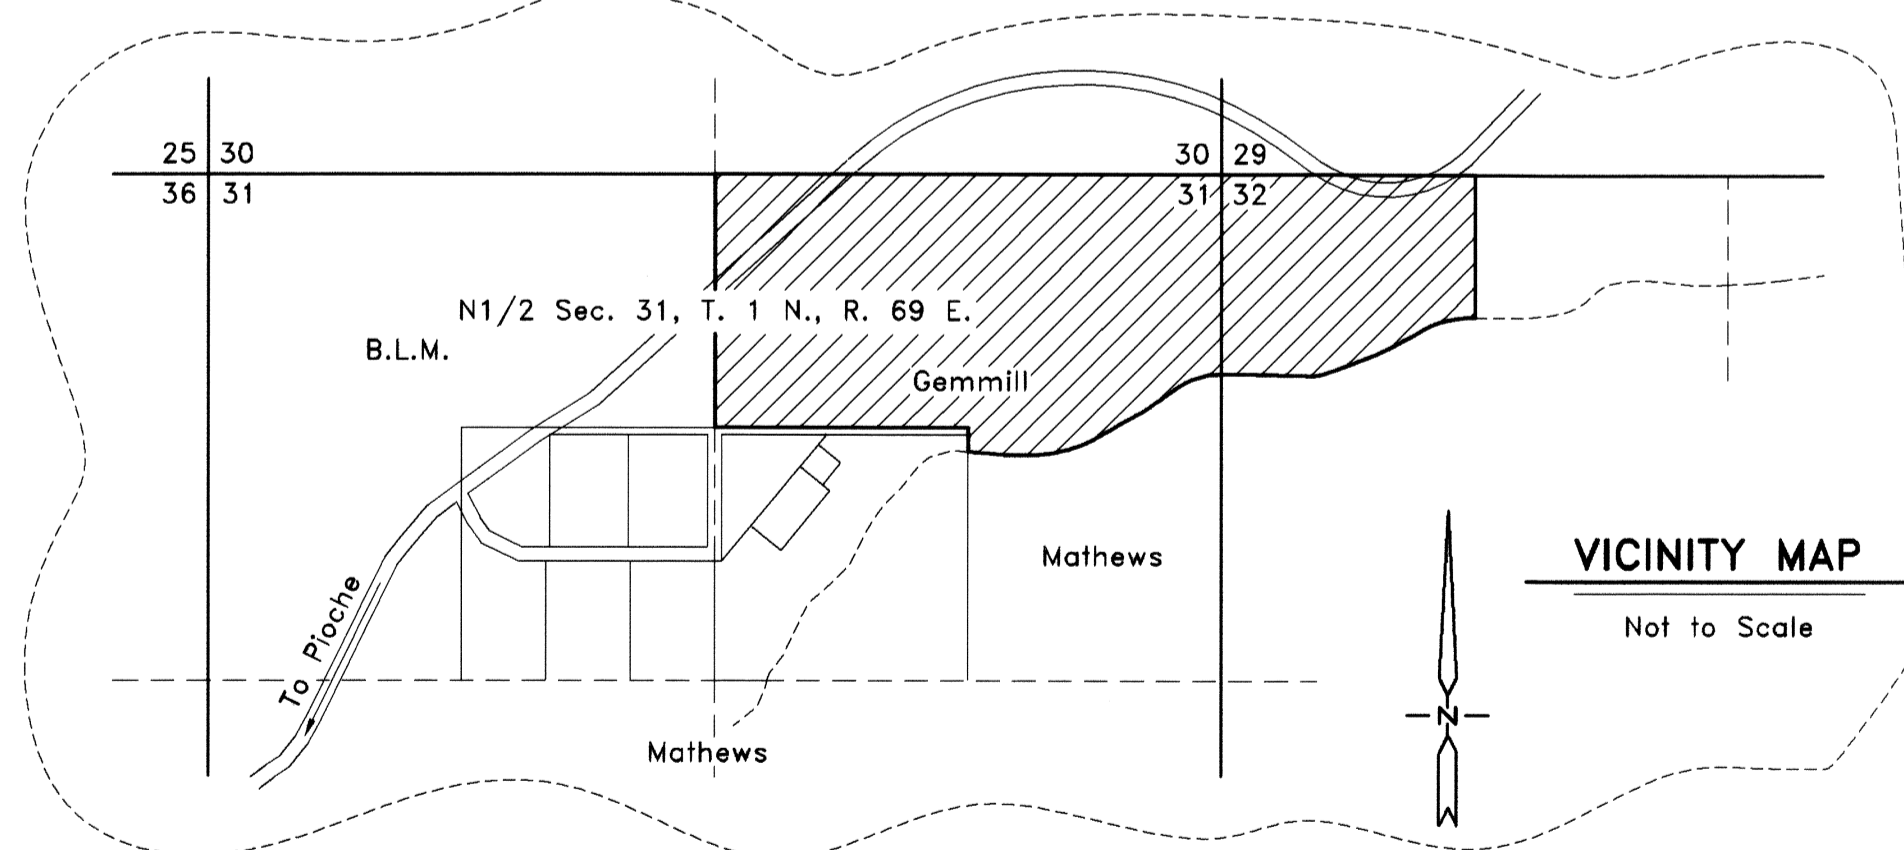 25 30
36 31
30 29
31 32
N1/2 Sec. 31, T. 1 N., R. 69 E.
B.L.M.
Gemmill
Mathews
VICINITY MAP
Not to Scale
To Pioche
N
Mathews